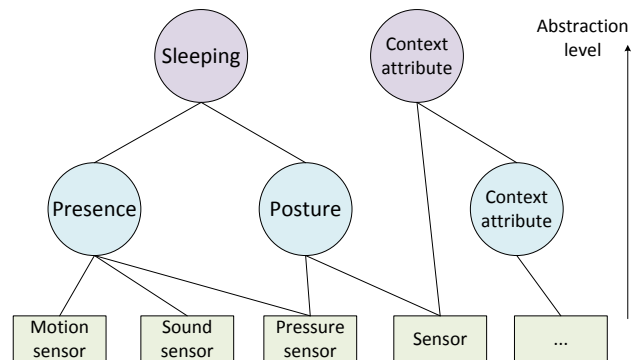 Sleeping
Context
attribute
Abstraction
level
Presence
Posture
Context
attribute
Motion
sensor
Sound
sensor
Pressure
sensor
Sensor
...